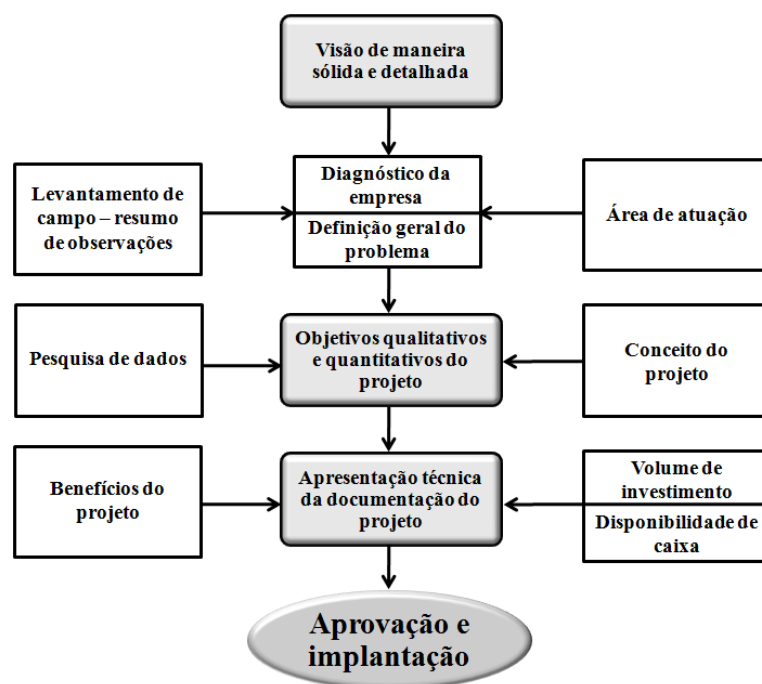 Visão de maneira
sólida e detalhada
Levantamento de
campo – resumo
de observações
Diagnóstico da
empresa
Definição geral do
problema
Área de atuação
Pesquisa de dados
Objetivos qualitativos
e quantitativos do
projeto
Conceito do
projeto
Benefícios do
projeto
Apresentação técnica
da documentação do
projeto
Volume de
investimento
Disponibilidade de
caixa
Aprovação e
implantação